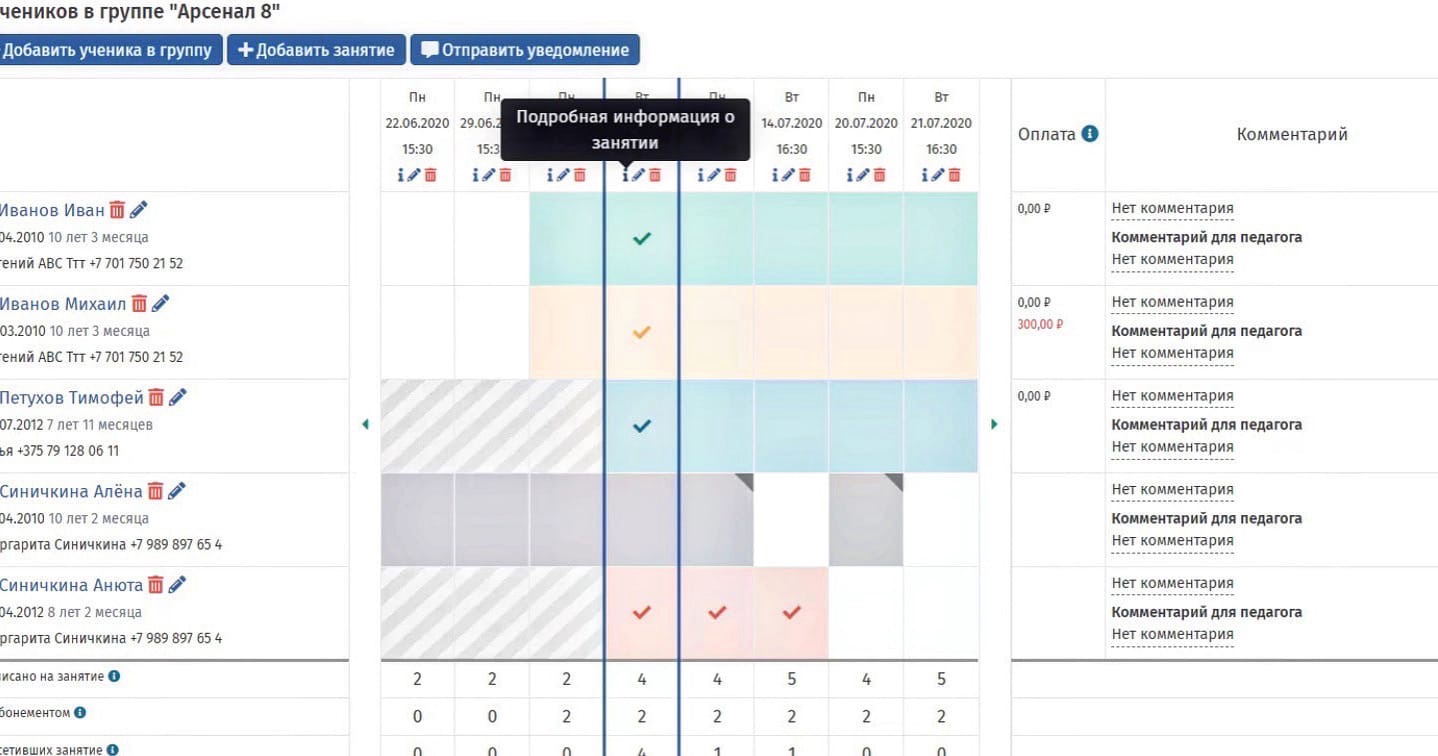 чеников в группе "Арсенал 8"
Добавить ученика в группу
Добавить занятие
Отправить уведомление
Пн Пн Пн Вт Пн Вт Пн Вт
22.06.2020 29.06.2 14.07.2020 20.07.2020 21.07.2020
15:30 15:3 16:30 15:30 16:30
Подробная информация о
занятии
Оплата
Комментарий
Иванов Иван
04.2010 10 лет 3 месяца
гений АВС Ттт +7 701 750 21 52
0,00 ₽
Нет комментария
Комментарий для педагога
Нет комментария
Иванов Михаил
03.2010 10 лет 3 месяца
гений АВС Ттт +7 701 750 21 52
0,00 ₽
300,00 ₽
Нет комментария
Комментарий для педагога
Нет комментария
Петухов Тимофей
07.2012 7 лет 11 месяцев
ья +375 79 128 06 11
0,00 ₽
Нет комментария
Комментарий для педагога
Нет комментария
Синичкина Алёна
04.2010 10 лет 2 месяца
ргарита Синичкина +7 989 897 65 4
Нет комментария
Комментарий для педагога
Нет комментария
Синичкина Анюта
04.2012 8 лет 2 месяца
ргарита Синичкина +7 989 897 65 4
Нет комментария
Комментарий для педагога
Нет комментария
исано на занятие 2 2 2 4 4 5 4 5
бонементом 0 0 2 2 2 2 2 2
сетивших занятие 0 0 0 4 1 1 0 0